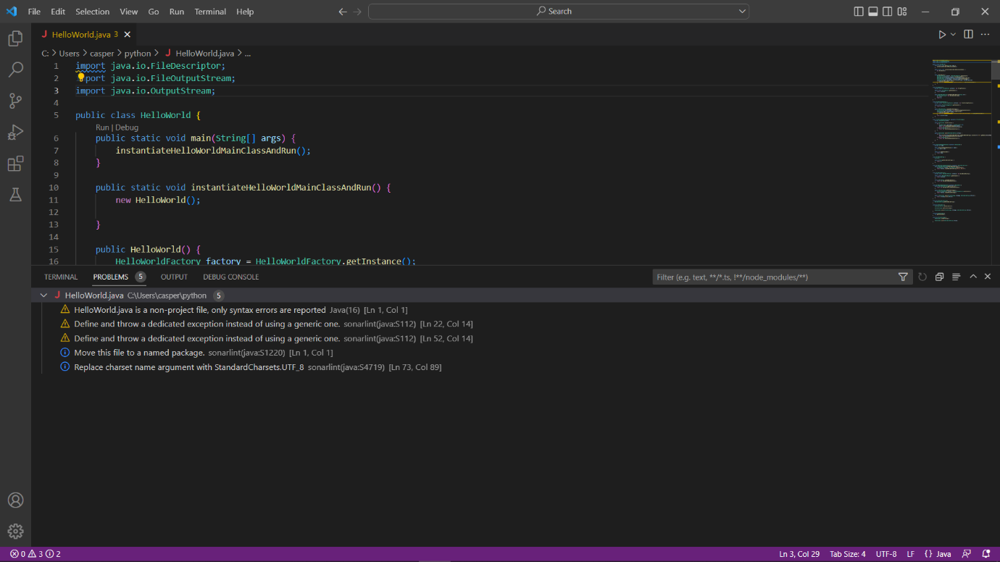 File Edit Selection View Go Run Terminal Help Search
HelloWorld.java 3
C: > Users > casper > python > HelloWorld.java > ...
1 import java.io.FileDescriptor;
2 import java.io.FileOutputStream;
3 import java.io.OutputStream;
4
5 public class HelloWorld {
Run | Debug
6 public static void main(String[] args) {
7 instantiateHelloWorldMainClassAndRun();
8 }
9
10 public static void instantiateHelloWorldMainClassAndRun() {
11 new HelloWorld();
12
13 }
14
15 public HelloWorld() {
16 HelloWorldFactory factory = HelloWorldFactory.getInstance();
TERMINAL PROBLEMS 5 OUTPUT DEBUG CONSOLE Filter (e.g. text, **/*.ts, !**/node_modules/**)
HelloWorld.java C:\Users\casper\python 5
HelloWorld.java is a non-project file, only syntax errors are reported Java(16) [Ln 1, Col 1]
Define and throw a dedicated exception instead of using a generic one. sonarlint(java:S112) [Ln 22, Col 14]
Define and throw a dedicated exception instead of using a generic one. sonarlint(java:S112) [Ln 52, Col 14]
Move this file to a named package. sonarlint(java:S1220) [Ln 1, Col 1]
Replace charset name argument with StandardCharsets.UTF_8 sonarlint(java:S4719) [Ln 73, Col 89]
0 3 2 Ln 3, Col 29 Tab Size: 4 UTF-8 LF {} Java